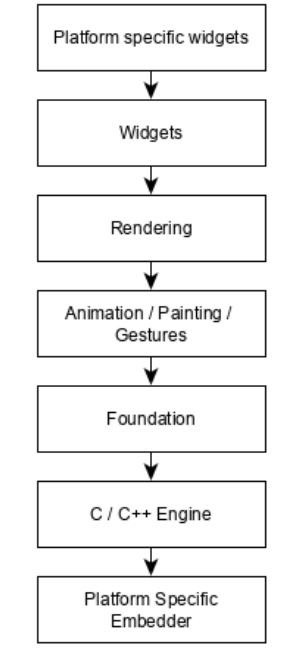 Platform specific widgets
Widgets
Rendering
Animation / Painting /
Gestures
Foundation
C / C++ Engine
Platform Specific
Embedder